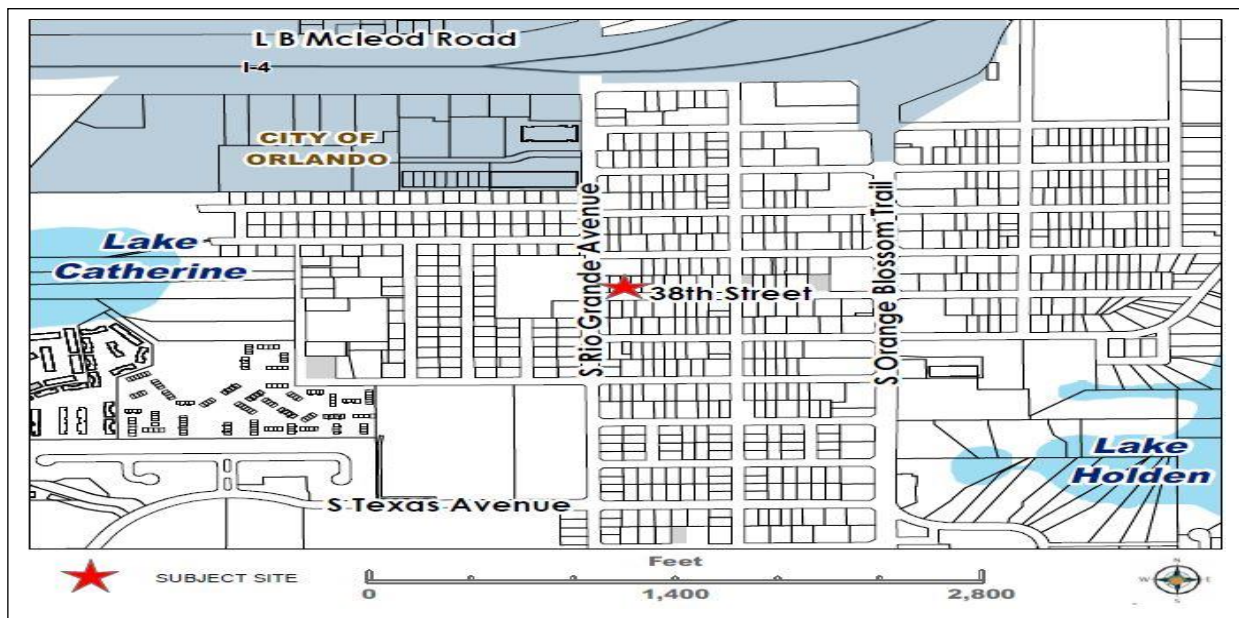 L B Mcleod Road
I-4
CITY OF
ORLANDO
S Rio Grande Avenue
S Orange Blossom Trail
Lake
Catherine
38th Street
Lake
Holden
S Texas Avenue
SUBJECT SITE
Feet
0
1,400
2,800
N
W
E
S